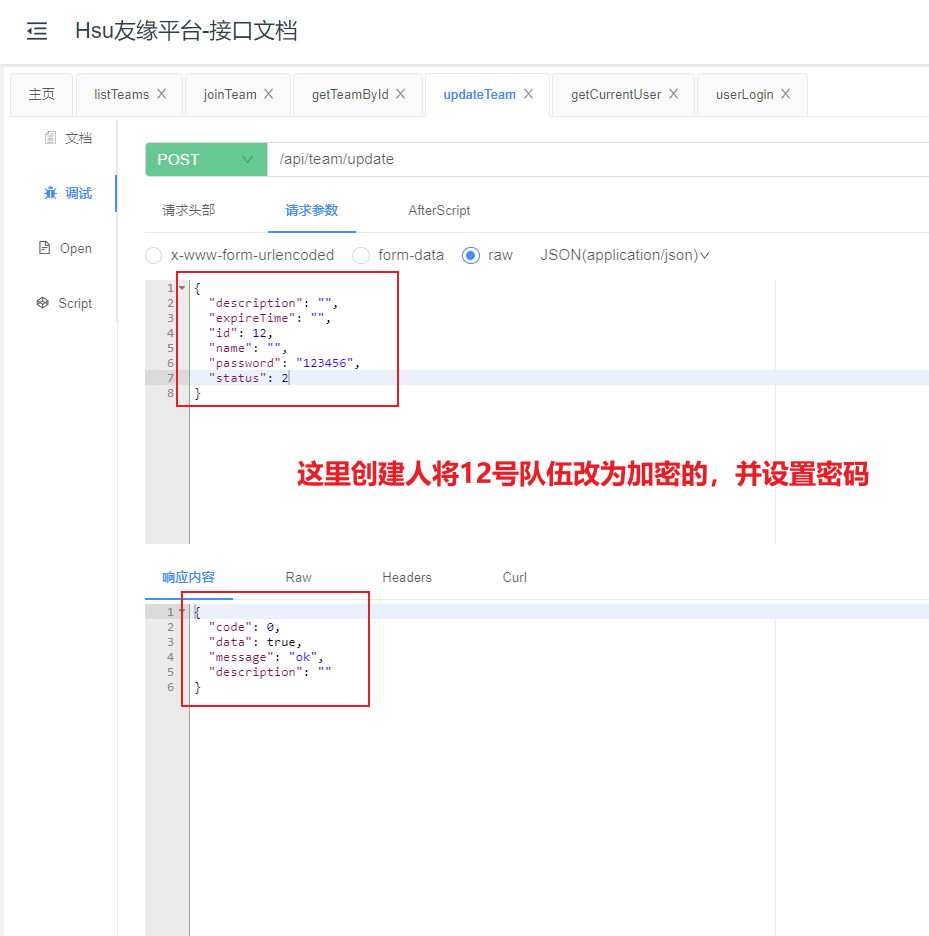 Hsu友缘平台-接口文档
主页 listTeams X joinTeam X getTeamById X updateTeam X getCurrentUser X userLogin X
文档
调试
Open
Script
POST /api/team/update
请求头部 请求参数 AfterScript
x-www-form-urlencoded form-data raw JSON(application/json)
1 {
2 "description": "",
3 "expireTime": "",
4 "id": 12,
5 "name": "",
6 "password": "123456",
7 "status": 2
8 }
这里创建人将12号队伍改为加密的，并设置密码
响应内容 Raw Headers Curl
1 {
2 "code": 0,
3 "data": true,
4 "message": "ok",
5 "description": ""
6 }